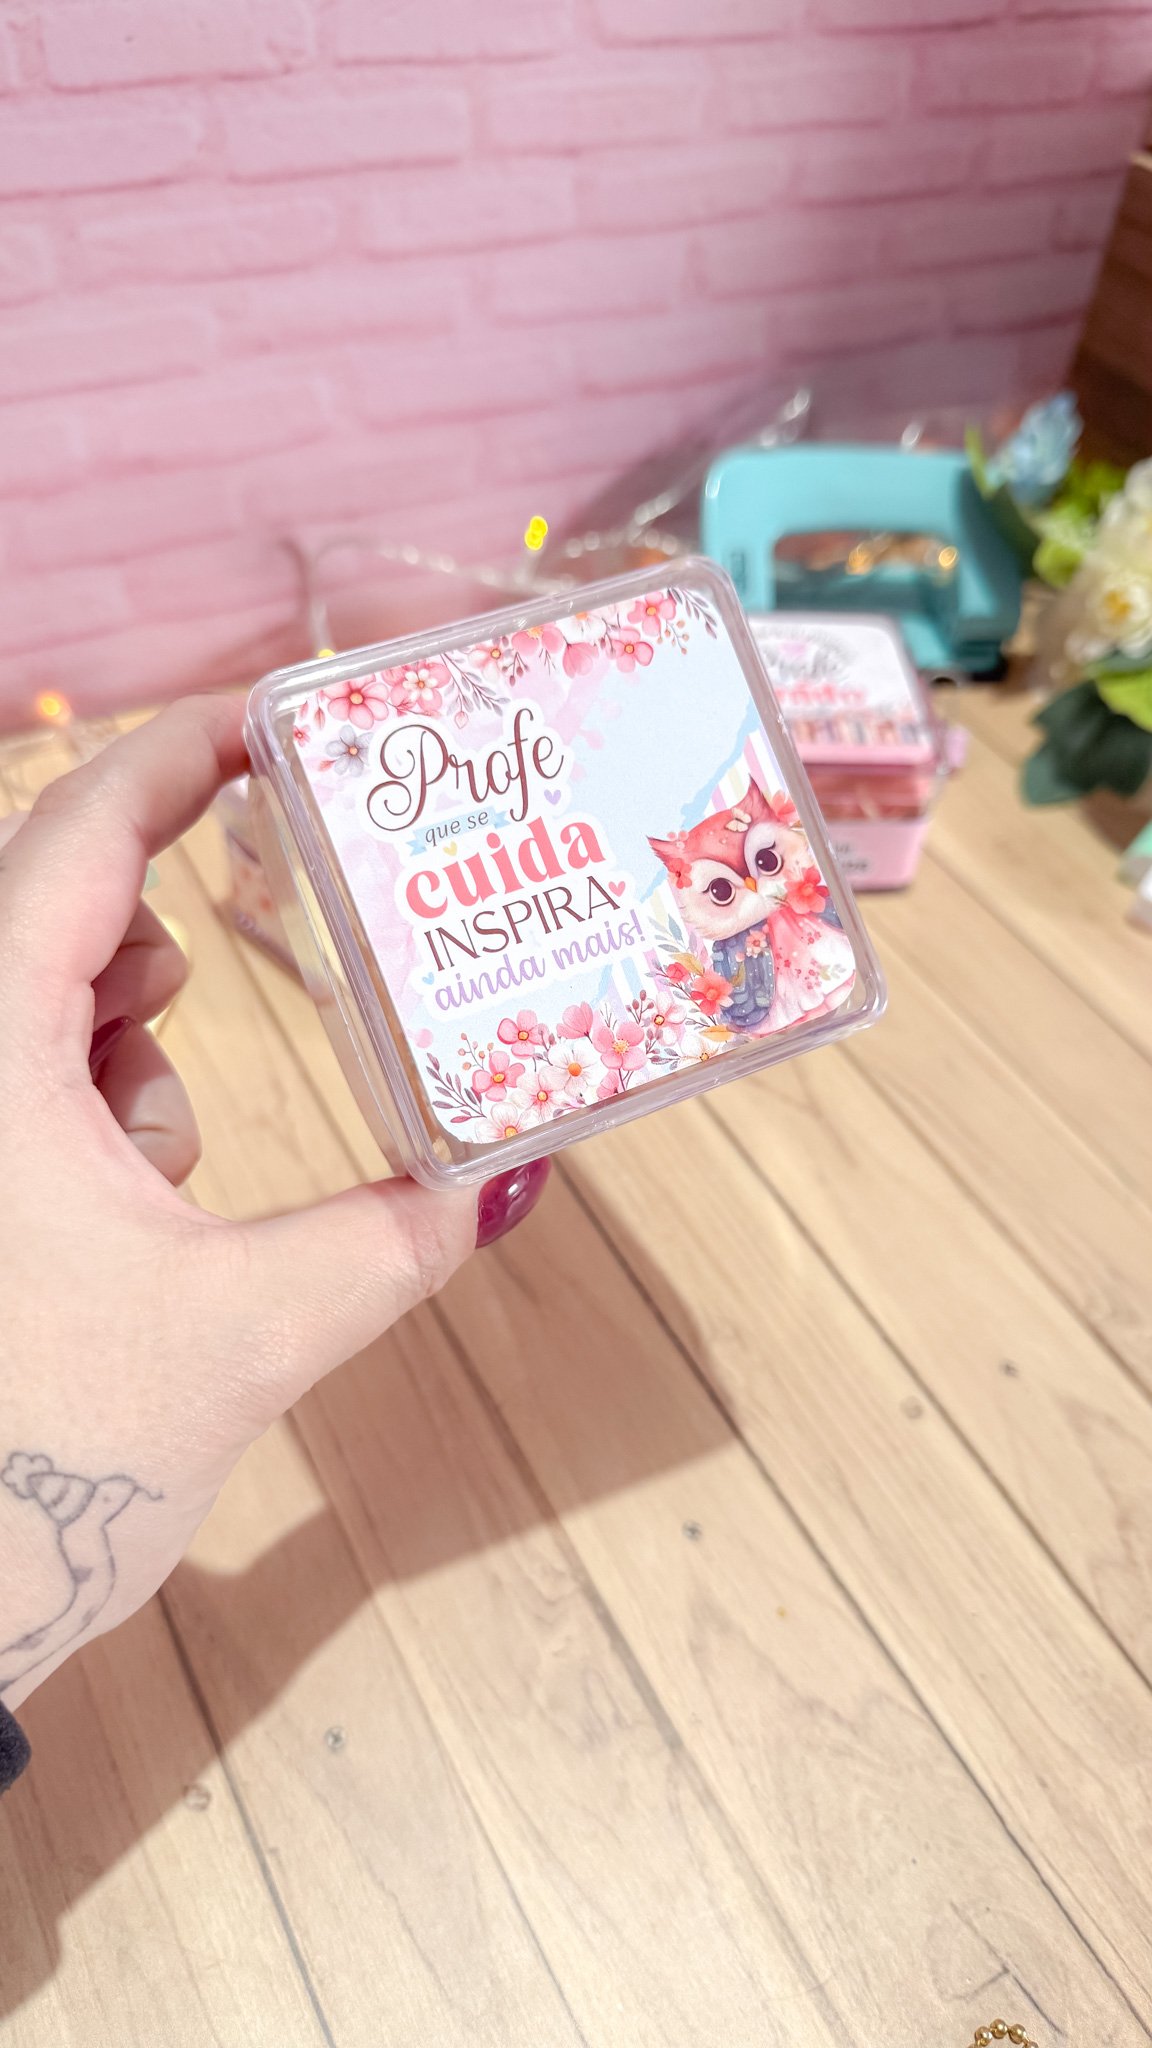 Profe
que se
cuida
INSPIRA
ainda mais!